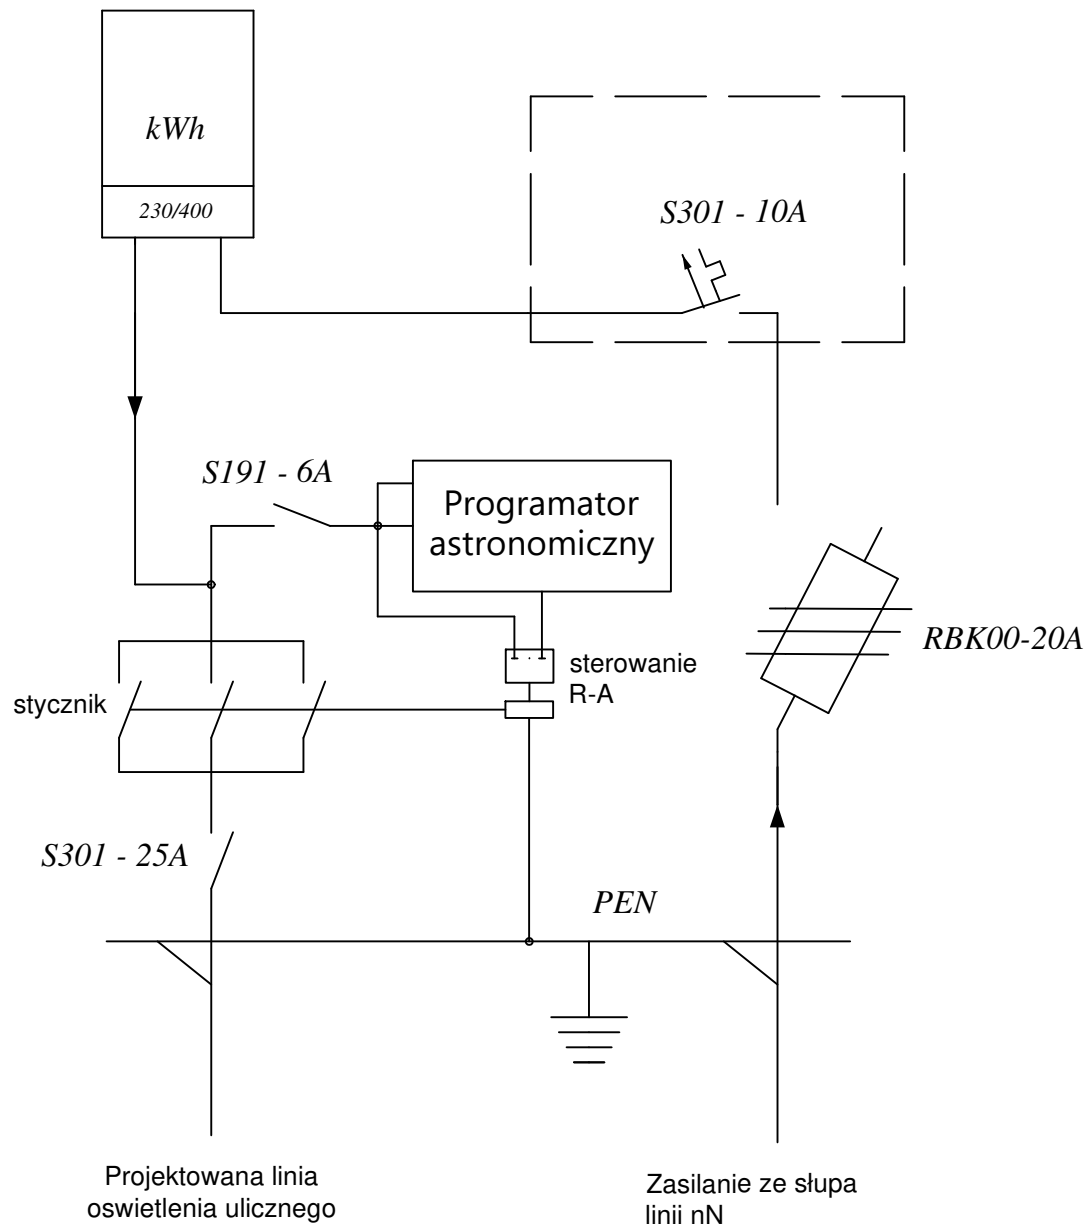 kWh
230/400
S301 - 10A
S191 - 6A
Programator
astronomiczny
RBK00-20A
sterowanie
R-A
stycznik
S301 - 25A
PEN
Projektowana linia
oswietlenia ulicznego
Zasilanie ze słupa
linii nN